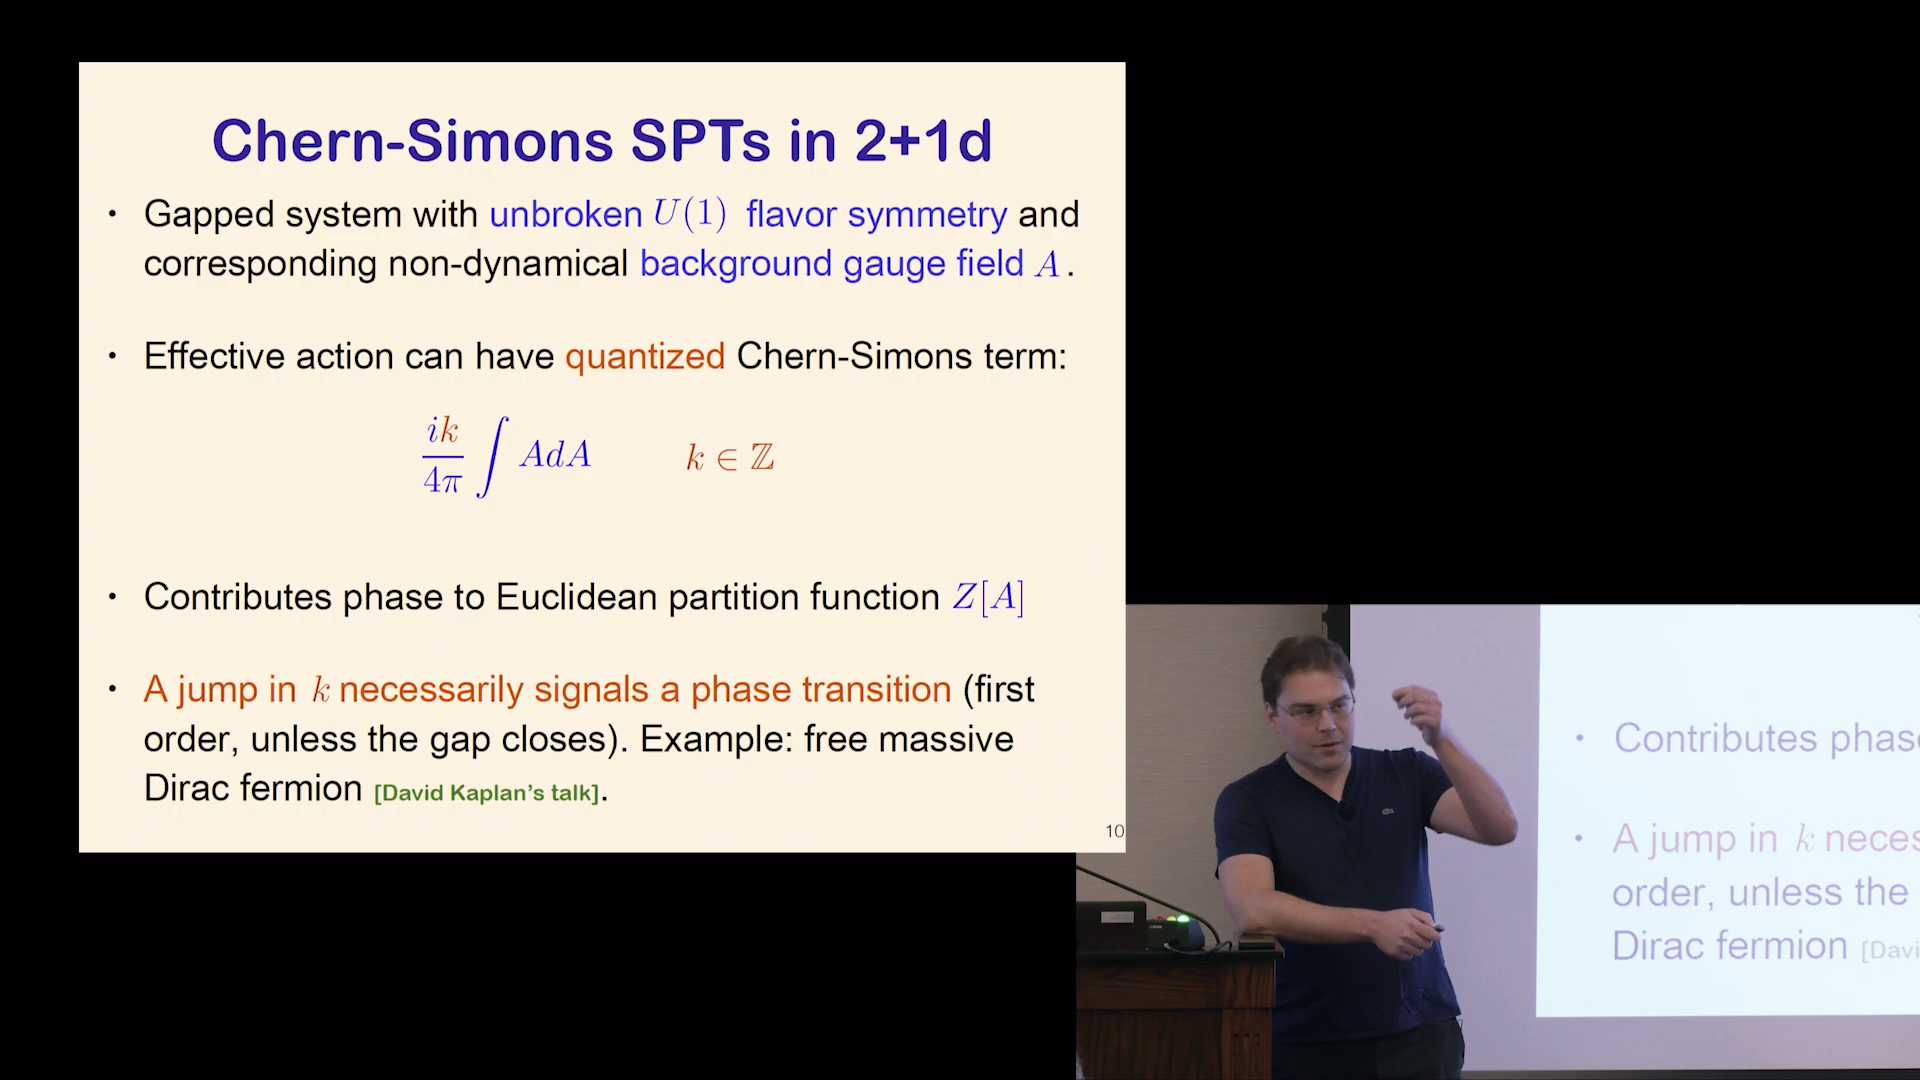 Chern-Simons SPTs in 2+1d
• Gapped system with unbroken U(1) flavor symmetry and
corresponding non-dynamical background gauge field A.
• Effective action can have quantized Chern-Simons term:
ik/4π ∫ AdA k ∈ ℤ
• Contributes phase to Euclidean partition function Z[A]
• A jump in k necessarily signals a phase transition (first
order, unless the gap closes). Example: free massive
Dirac fermion [David Kaplan's talk].
10
• Contributes phas
• A jump in k neces
order, unless the
Dirac fermion [Davi